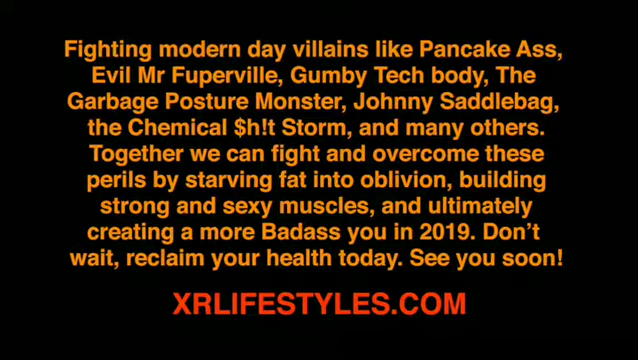 Fighting modern day villains like Pancake Ass,
Evil Mr Fuperville, Gumby Tech body, The
Garbage Posture Monster, Johnny Saddlebag,
the Chemical $h!t Storm, and many others.
Together we can fight and overcome these
perils by starving fat into oblivion, building
strong and sexy muscles, and ultimately
creating a more Badass you in 2019. Don't
wait, reclaim your health today. See you soon!
XRLIFESTYLES.COM